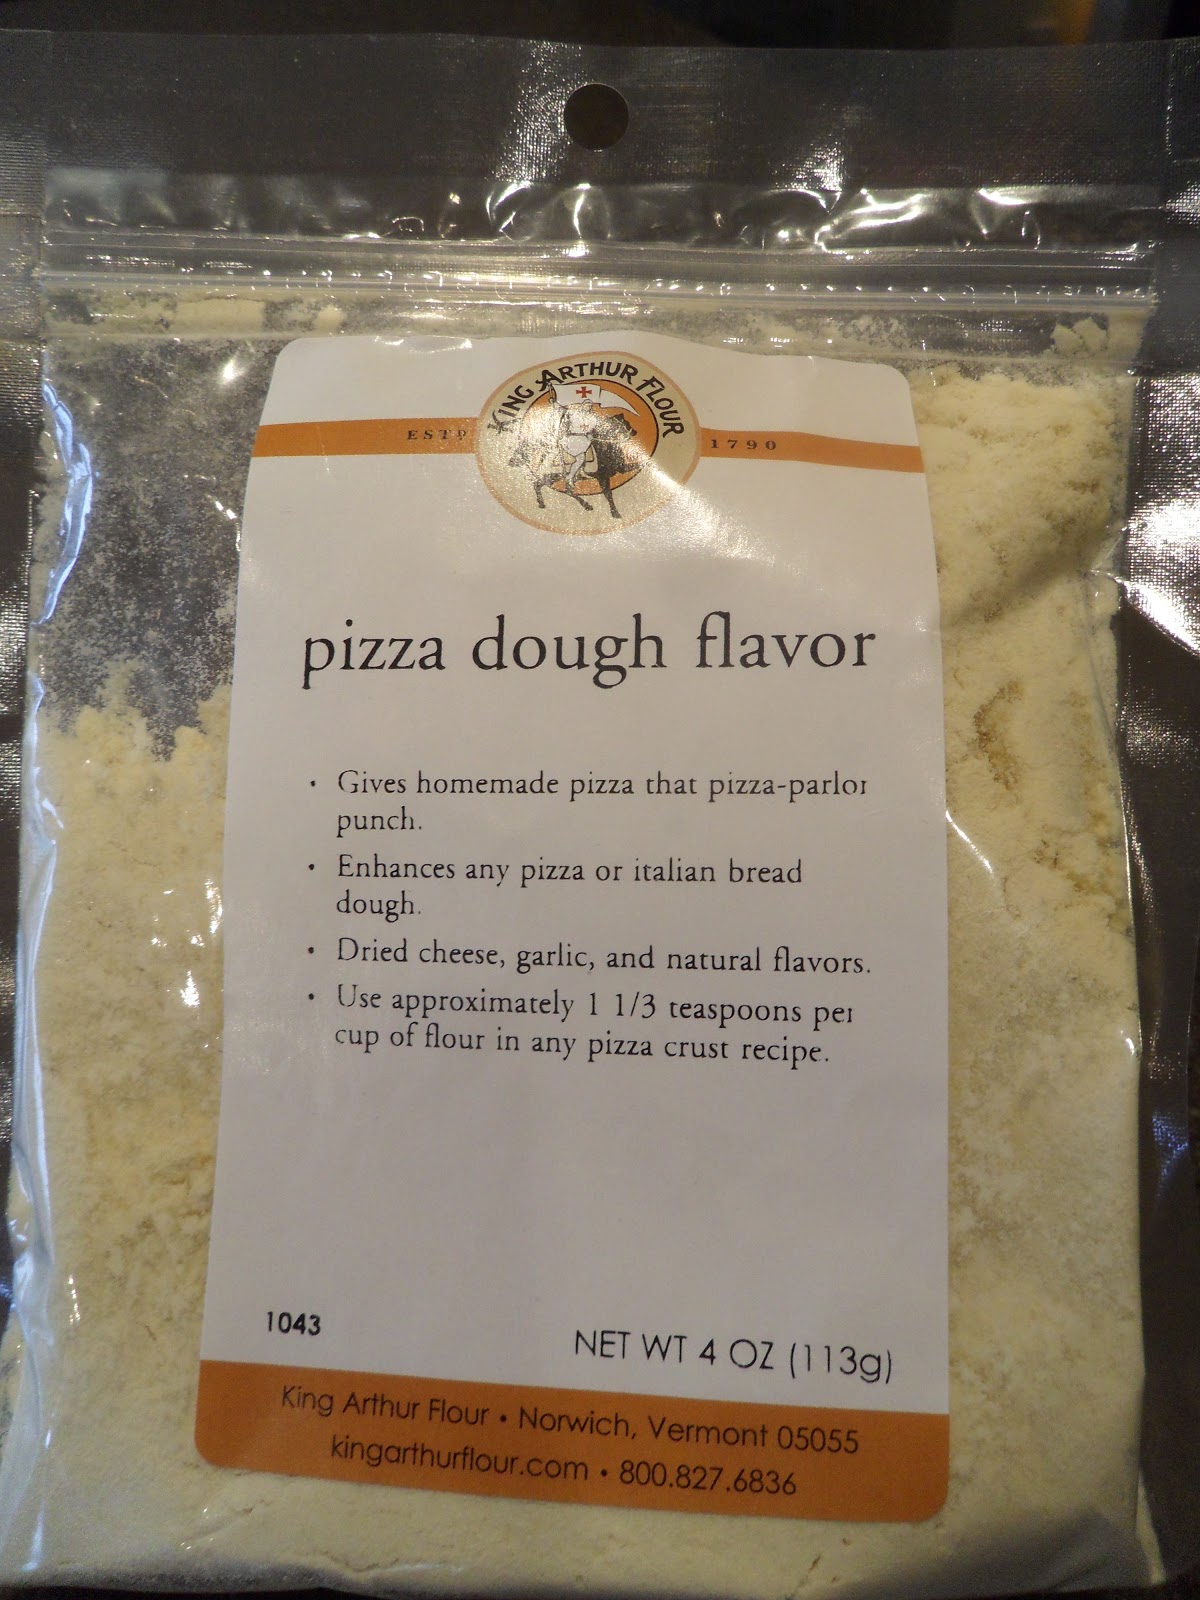 KING ARTHUR FLOUR
ESTD 1790
pizza dough flavor
• Gives homemade pizza that pizza-parlor
punch.
• Enhances any pizza or italian bread
dough.
• Dried cheese, garlic, and natural flavors.
• Use approximately 1 1/3 teaspoons per
cup of flour in any pizza crust recipe.
1043
NET WT 4 OZ (113g)
King Arthur Flour • Norwich, Vermont 05055
kingarthurflour.com • 800.827.6836